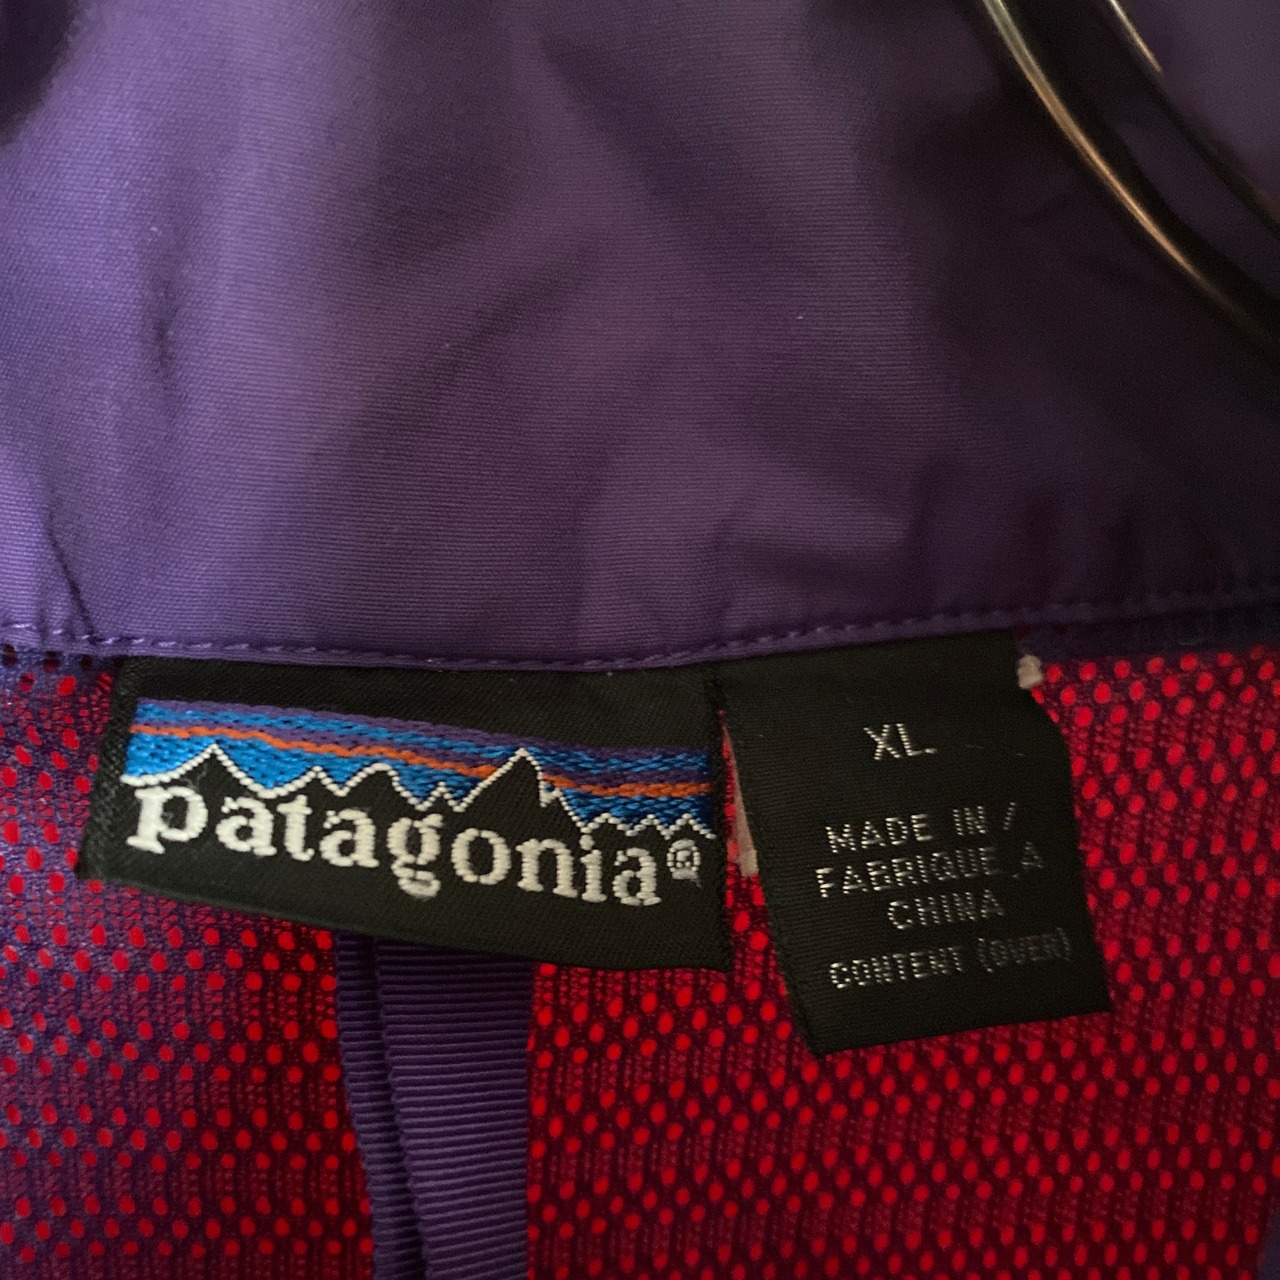 patagonia®
XL
MADE IN /
FABRIQUE A
CHINA
CONTENT (OVER)